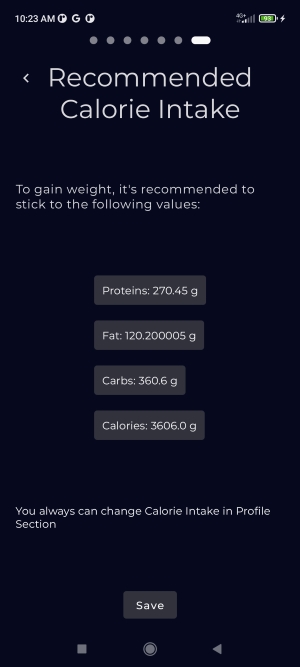 10:23 AM
4G+
93
Recommended
Calorie Intake
To gain weight, it's recommended to
stick to the following values:
Proteins: 270.45 g
Fat: 120.200005 g
Carbs: 360.6 g
Calories: 3606.0 g
You always can change Calorie Intake in Profile
Section
Save